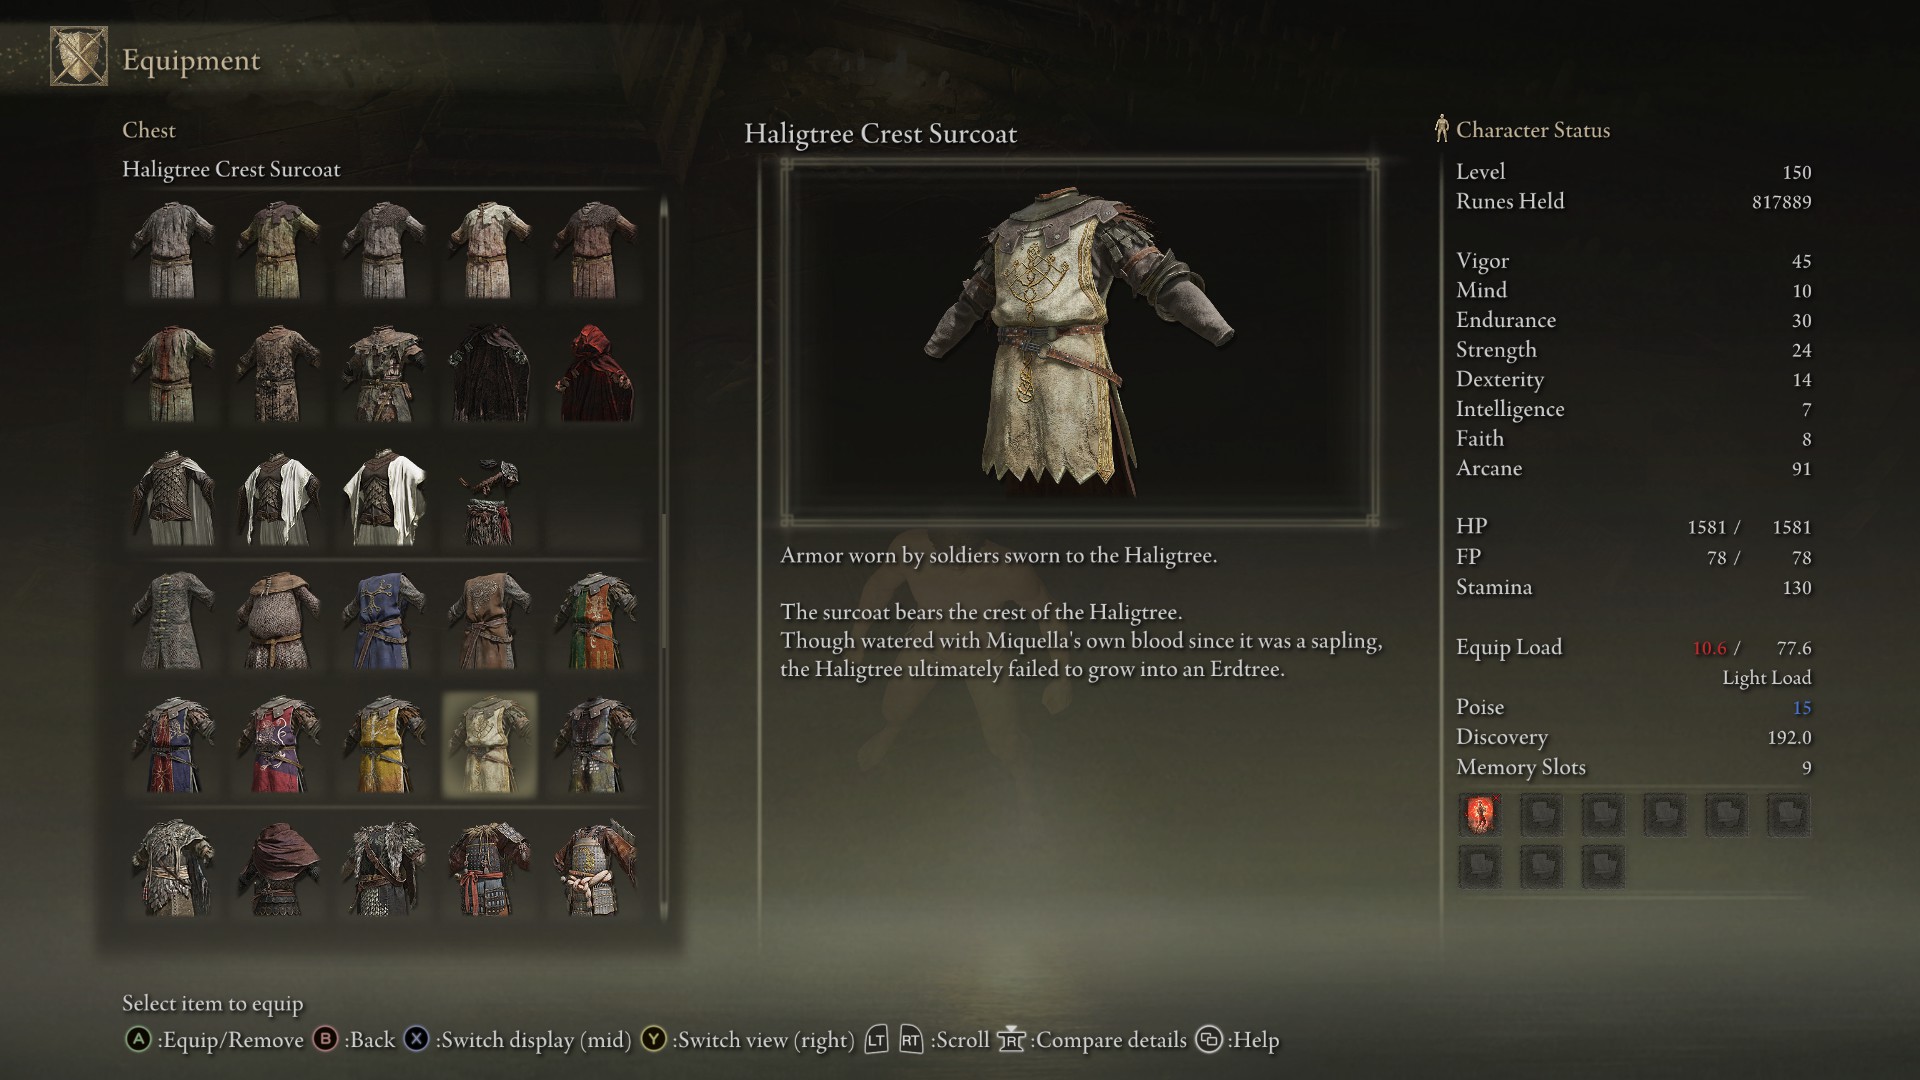 Equipment
Chest
Haligtree Crest Surcoat
Haligtree Crest Surcoat
Armor worn by soldiers sworn to the Haligtree.
The surcoat bears the crest of the Haligtree.
Though watered with Miquella's own blood since it was a sapling,
the Haligtree ultimately failed to grow into an Erdtree.
Character Status
Level 150
Runes Held 817889
Vigor 45
Mind 10
Endurance 30
Strength 24
Dexterity 14
Intelligence 7
Faith 8
Arcane 91
HP 1581 / 1581
FP 78 / 78
Stamina 130
Equip Load 10.6 / 77.6
Light Load
Poise 15
Discovery 192.0
Memory Slots 9
Select item to equip
A :Equip/Remove B :Back X :Switch display (mid) Y :Switch view (right) LT RT :Scroll R :Compare details :Help